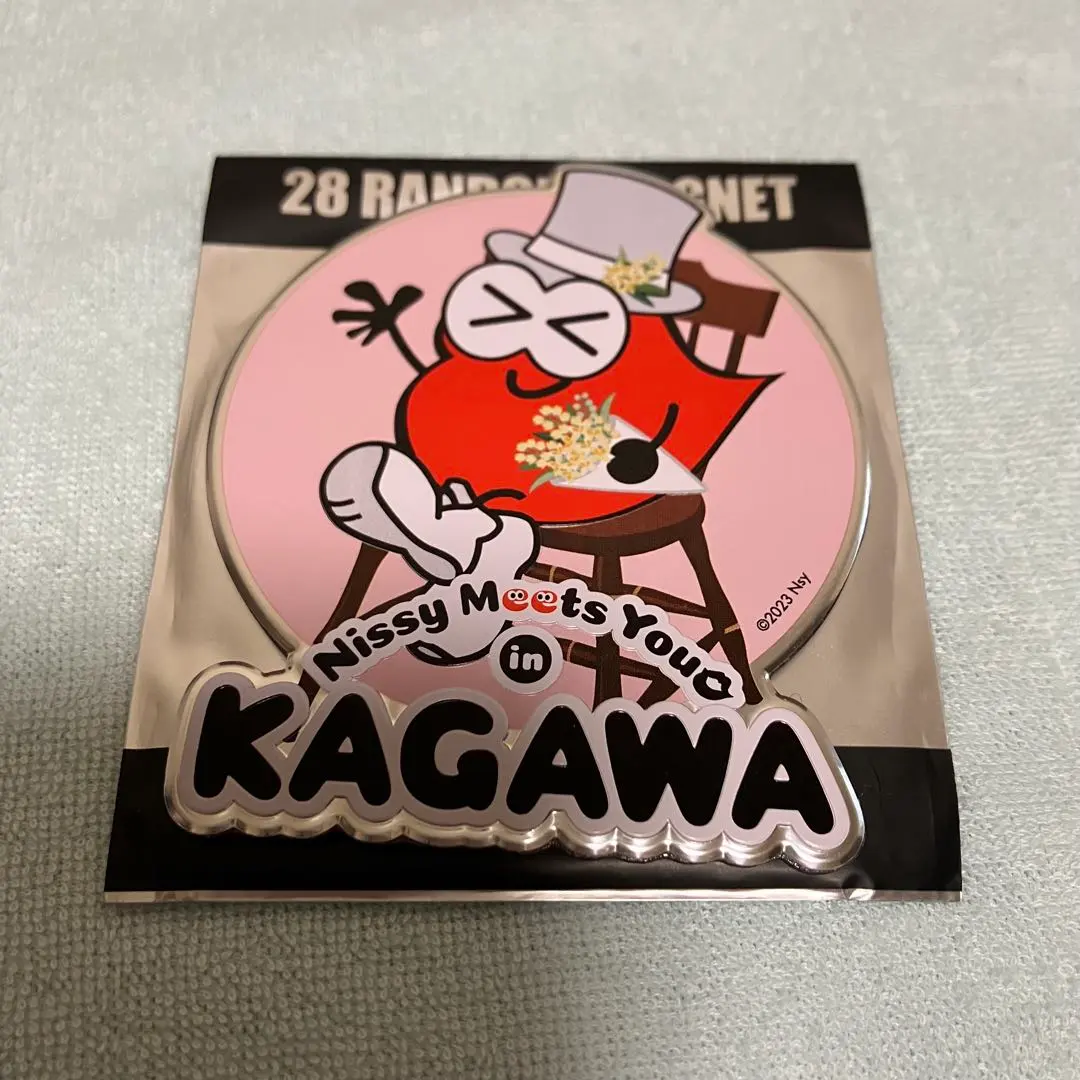 28
©2023 Nsy
Nissy Meets You
in
KAGAWA